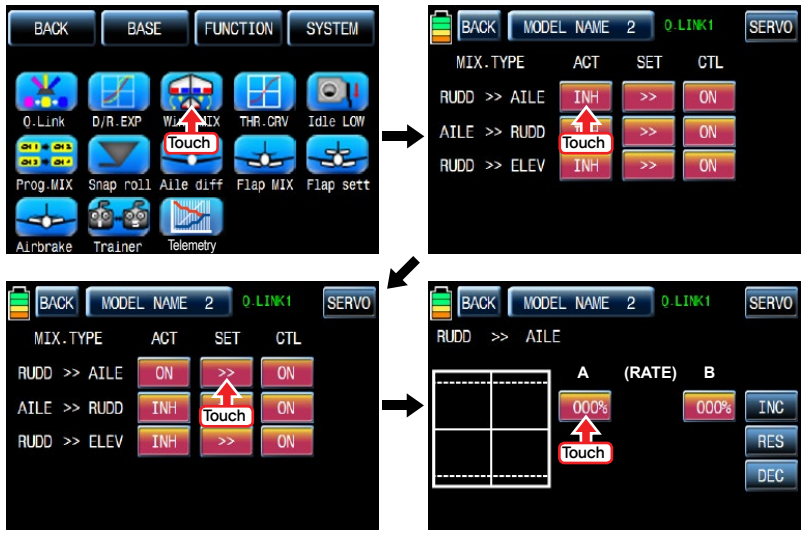 BACK BASE FUNCTION SYSTEM
Q.Link D/R.EXP THR.CRV Idle LOW
Touch
CH1 CH2
CH3 CH4
Prog.MIX Snap roll Aile diff Flap MIX Flap sett
Airbrake Trainer Telemetry
BACK MODEL NAME 2 Q.LINK1 SERVO
MIX.TYPE ACT SET CTL
RUDD >> AILE INH >> ON
AILE >> RUDD >> ON
Touch
RUDD >> ELEV INH >> ON
BACK MODEL NAME 2 Q.LINK1 SERVO
MIX.TYPE ACT SET CTL
RUDD >> AILE ON >> ON
AILE >> RUDD INH ON
Touch
RUDD >> ELEV INH >> ON
BACK MODEL NAME 2 Q.LINK1 SERVO
RUDD >> AILE
A (RATE) B
000% 000% INC
Touch
RES
DEC